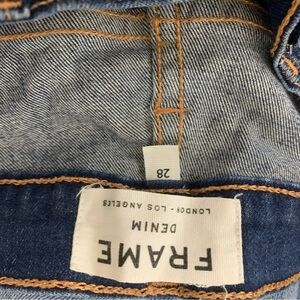 FRAME
DENIM
LONDON - LOS ANGELES
28